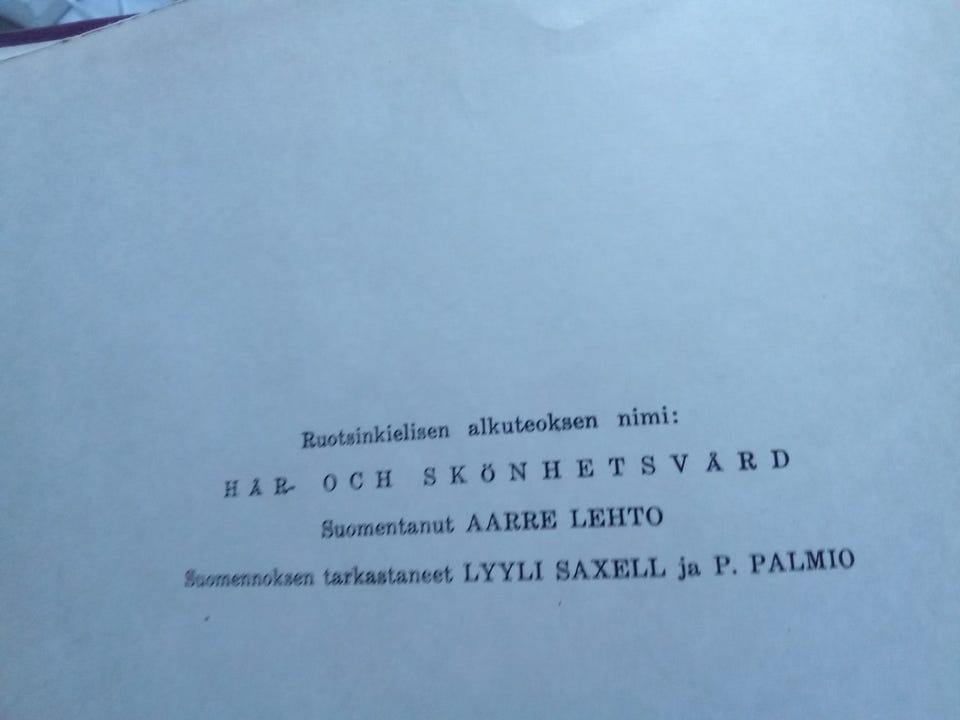 Ruotsinkielisen alkuteoksen nimi:
HÅR- OCH SKÖNHETSVÅRD
Suomentanut AARRE LEHTO
Suomennoksen tarkastaneet LYYLI SAXELL ja P. PALMIO